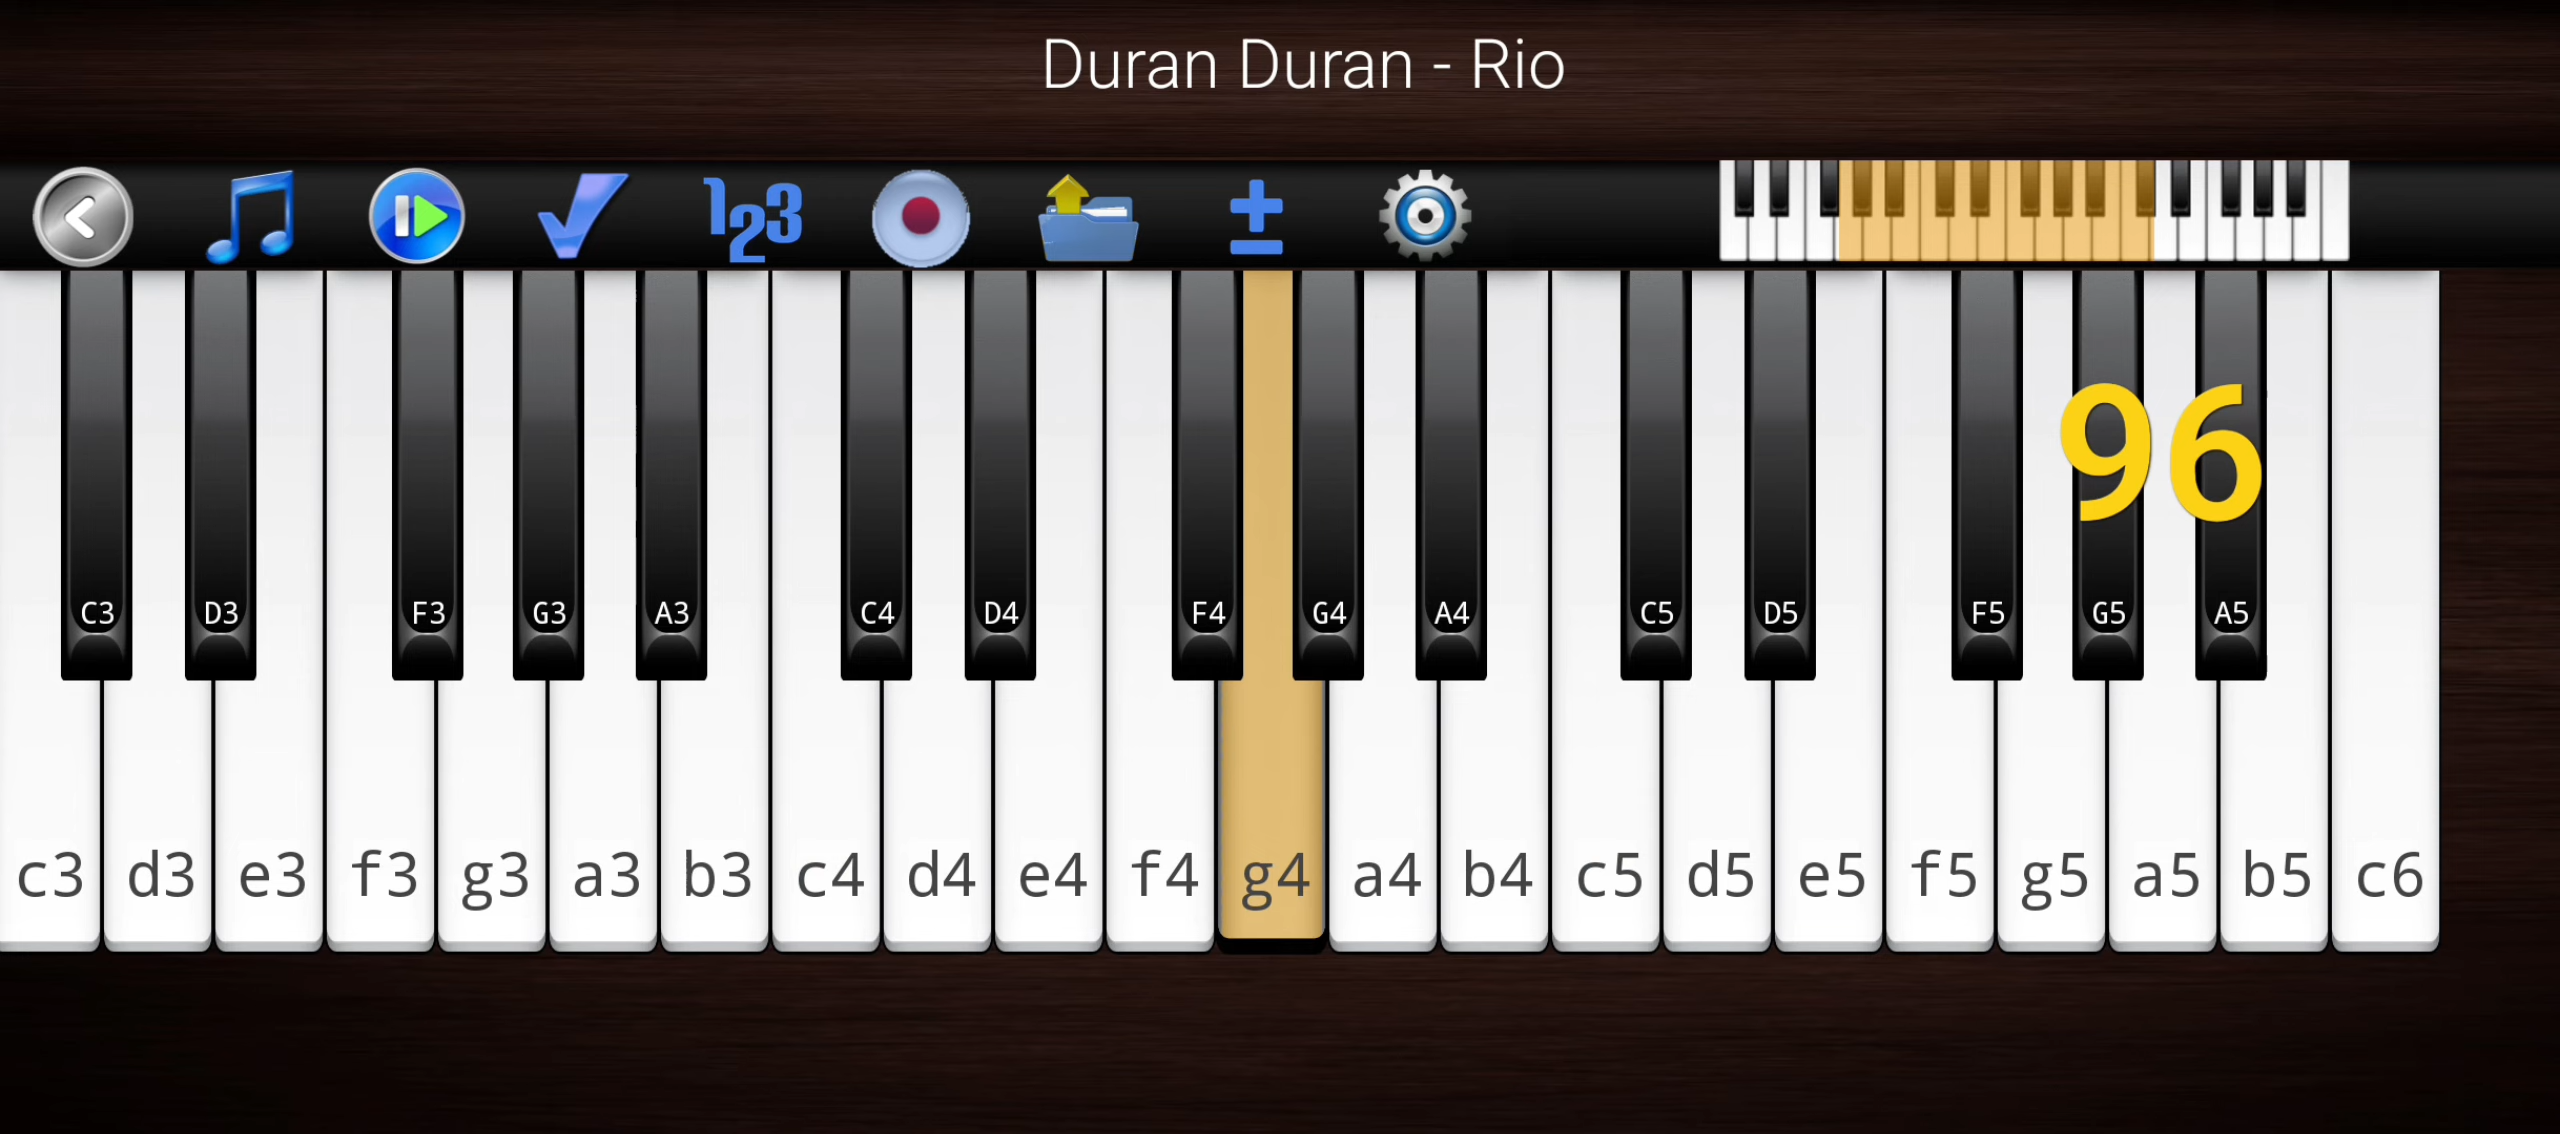 Duran Duran - Rio
123
96
C3 D3 F3 G3 A3 C4 D4 F4 G4 A4 C5 D5 F5 G5 A5
c3 d3 e3 f3 g3 a3 b3 c4 d4 e4 f4 g4 a4 b4 c5 d5 e5 f5 g5 a5 b5 c6